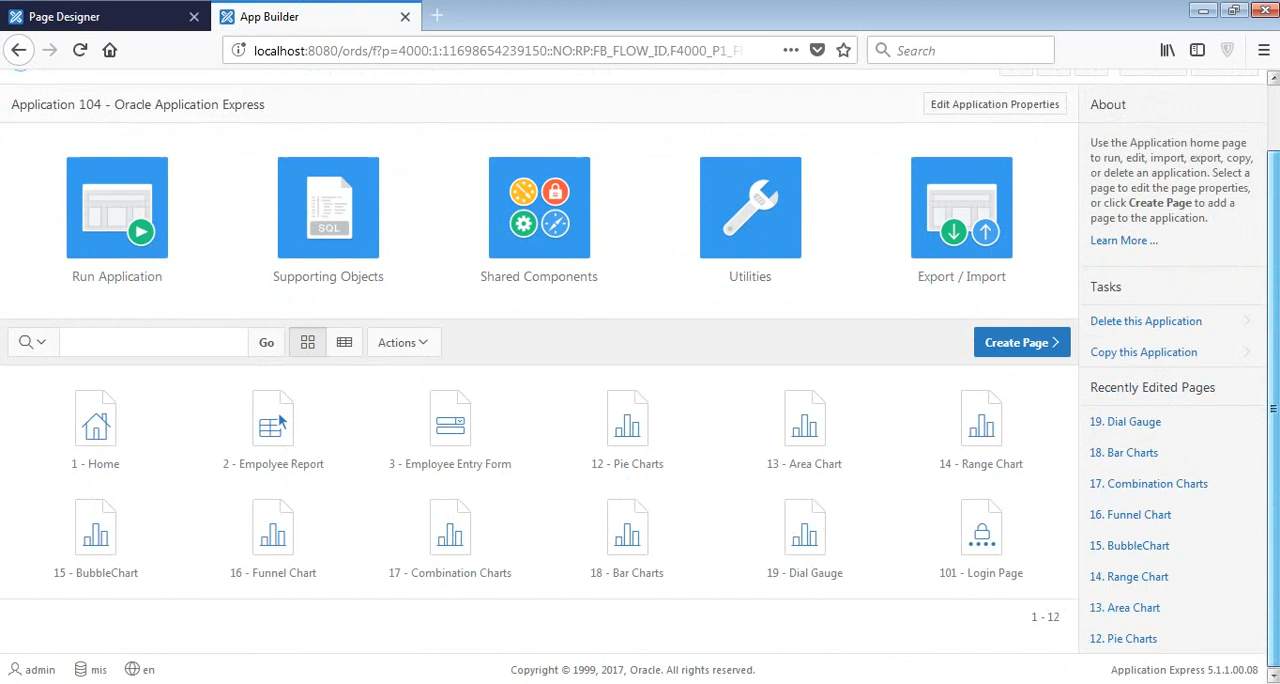 Page Designer
App Builder
localhost:8080/ords/f?p=4000:1:11698654239150::NO:RP:FB_FLOW_ID,F4000_P1_F
Search
Application 104 - Oracle Application Express
Edit Application Properties
SQL
Run Application
Supporting Objects
Shared Components
Utilities
Export / Import
Go
Actions
Create Page
1 - Home
2 - Empolyee Report
3 - Employee Entry Form
12 - Pie Charts
13 - Area Chart
14 - Range Chart
15 - BubbleChart
16 - Funnel Chart
17 - Combination Charts
18 - Bar Charts
19 - Dial Gauge
101 - Login Page
1 - 12
About
Use the Application home page
to run, edit, import, export, copy,
or delete an application. Select a
page to edit the page properties,
or click Create Page to add a
page to the application.
Learn More ...
Tasks
Delete this Application
Copy this Application
Recently Edited Pages
19. Dial Gauge
18. Bar Charts
17. Combination Charts
16. Funnel Chart
15. BubbleChart
14. Range Chart
13. Area Chart
12. Pie Charts
admin
mis
en
Copyright © 1999, 2017, Oracle. All rights reserved.
Application Express 5.1.1.00.08